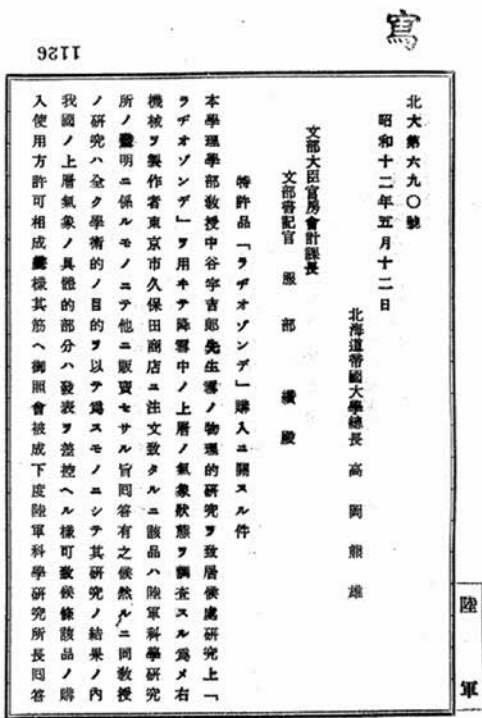 寫
1126
北大第六九〇號
昭和十二年五月十二日
北海道帝國大學總長 高岡熊雄
文部大臣官房會計課長
文部書記官 服部 殿
特許品「ラヂオゾンデ」購入ニ關スル件
本學理學部敎授中谷宇吉郎先生雪ノ物理的研究ヲ致居候處研究上「
ラヂオゾンデ」ヲ用ヰテ降雪中ノ上層ノ氣象狀態ヲ調査スル爲メ右
機械ヲ製作者東京市久保田商店ニ注文致タルニ該品ハ陸軍科學硏究
所ノ發明ニ係ルモノニテ他ニ販賣セサル旨回答有之候然ルニ同敎授
ノ硏究ハ全ク學術的ノ目的ヲ以テ爲スモノニシテ其硏究ノ結果ノ內
我國ノ上層氣象ノ具體的部分ハ發表ヲ差控ヘル樣可致候條該品ノ購
入使用方許可相成樣其筋ヘ御照會被成下度陸軍科學硏究所長回答
陸軍